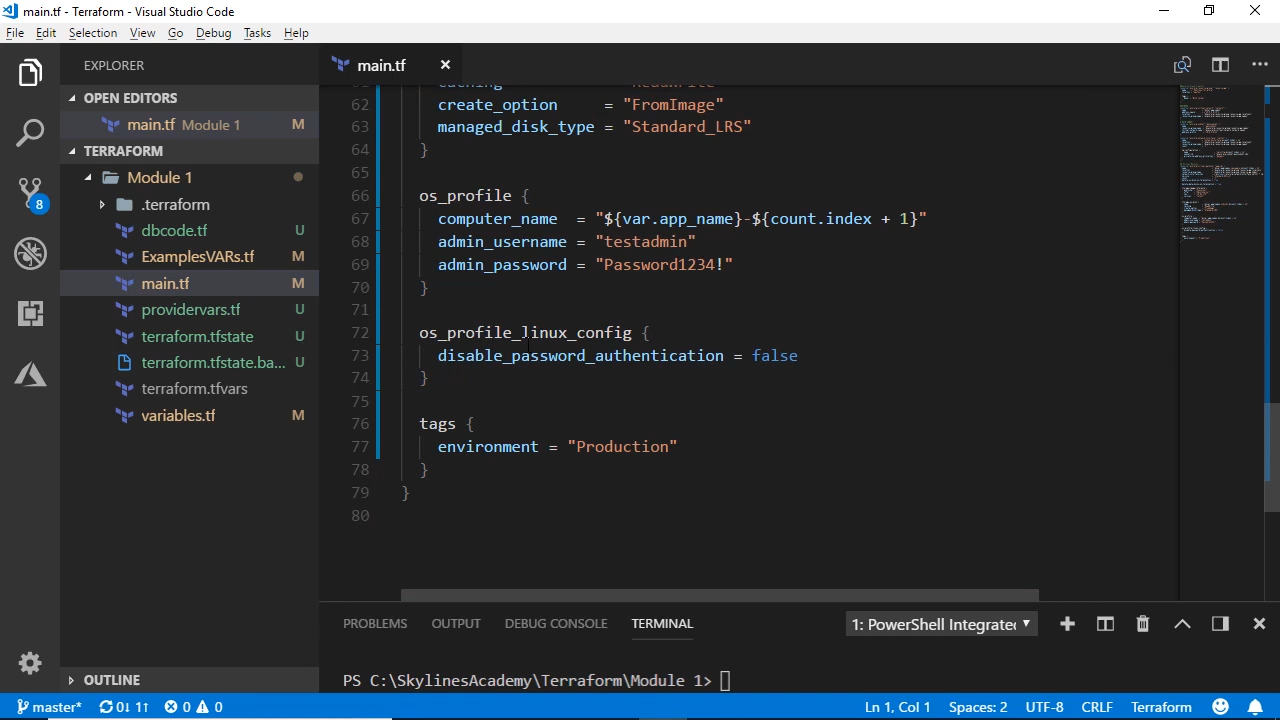 main.tf - Terraform - Visual Studio Code
File Edit Selection View Go Debug Tasks Help
EXPLORER
OPEN EDITORS
main.tf Module 1 M
TERRAFORM
Module 1
.terraform
dbcode.tf U
ExamplesVARs.tf M
main.tf M
providervars.tf U
terraform.tfstate U
terraform.tfstate.ba... U
terraform.tfvars
variables.tf M
OUTLINE
8
main.tf
62 create_option     = "FromImage"
63 managed_disk_type = "Standard_LRS"
64 }
65
66 os_profile {
67 computer_name  = "${var.app_name}-${count.index + 1}"
68 admin_username = "testadmin"
69 admin_password = "Password1234!"
70 }
71
72 os_profile_linux_config {
73 disable_password_authentication = false
74 }
75
76 tags {
77 environment = "Production"
78 }
79 }
80
PROBLEMS OUTPUT DEBUG CONSOLE TERMINAL 1: PowerShell Integrated
PS C:\SkylinesAcademy\Terraform\Module 1>
master* 0↓ 1↑ 0 0 Ln 1, Col 1 Spaces: 2 UTF-8 CRLF Terraform